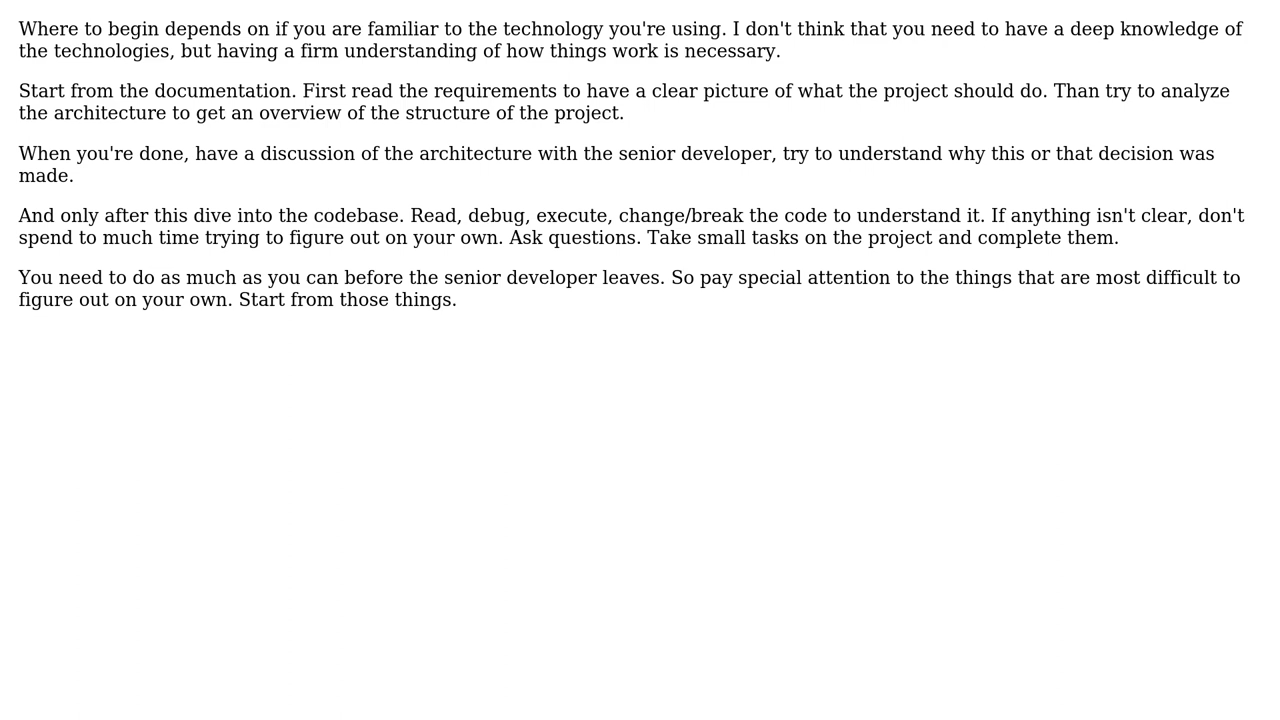 Where to begin depends on if you are familiar to the technology you're using. I don't think that you need to have a deep knowledge of
the technologies, but having a firm understanding of how things work is necessary.
Start from the documentation. First read the requirements to have a clear picture of what the project should do. Than try to analyze
the architecture to get an overview of the structure of the project.
When you're done, have a discussion of the architecture with the senior developer, try to understand why this or that decision was
made.
And only after this dive into the codebase. Read, debug, execute, change/break the code to understand it. If anything isn't clear, don't
spend to much time trying to figure out on your own. Ask questions. Take small tasks on the project and complete them.
You need to do as much as you can before the senior developer leaves. So pay special attention to the things that are most difficult to
figure out on your own. Start from those things.